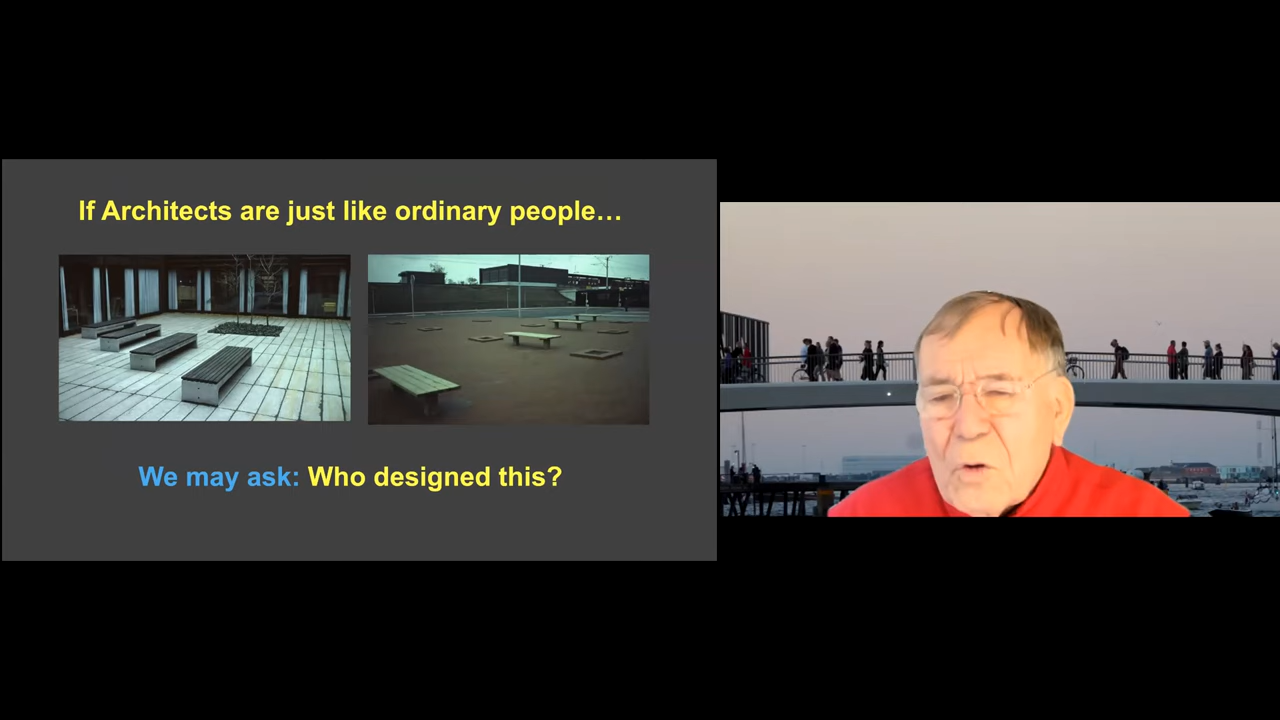 If Architects are just like ordinary people…
We may ask: Who designed this?